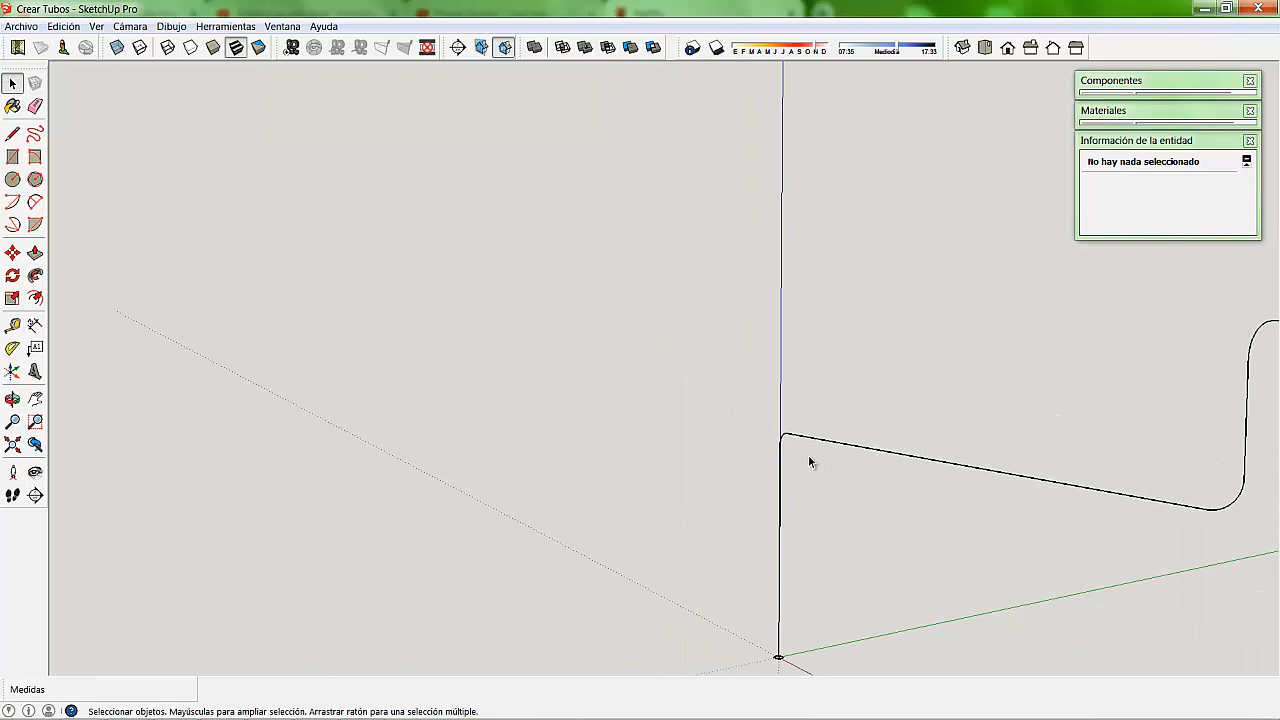 Crear Tubos - SketchUp Pro
Archivo Edición Ver Cámara Dibujo Herramientas Ventana Ayuda
E F M A M J J A S O N D
07:35 Mediodía 17:33
Componentes
Materiales
Información de la entidad
No hay nada seleccionado
A1
Medidas
Seleccionar objetos. Mayúsculas para ampliar selección. Arrastrar ratón para una selección múltiple.